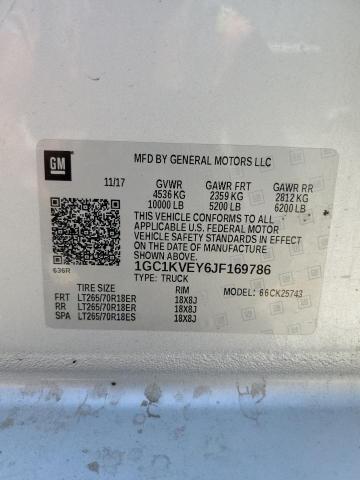 GM
MFD BY GENERAL MOTORS LLC
11/17 GVWR GAWR FRT GAWR RR
4536 KG 2359 KG 2812 KG
10000 LB 5200 LB 6200 LB
THIS VEHICLE CONFORMS TO ALL
APPLICABLE U.S. FEDERAL MOTOR
VEHICLE SAFETY STANDARDS IN
EFFECT ON THE DATE OF
MANUFACTURE SHOWN ABOVE.
636R 1GC1KVEY6JF169786
TYPE: TRUCK
TIRE SIZE RIM MODEL: 66CK25743
FRT LT265/70R18ER 18X8J
RR LT265/70R18ER 18X8J
SPA LT265/70R18ES 18X8J